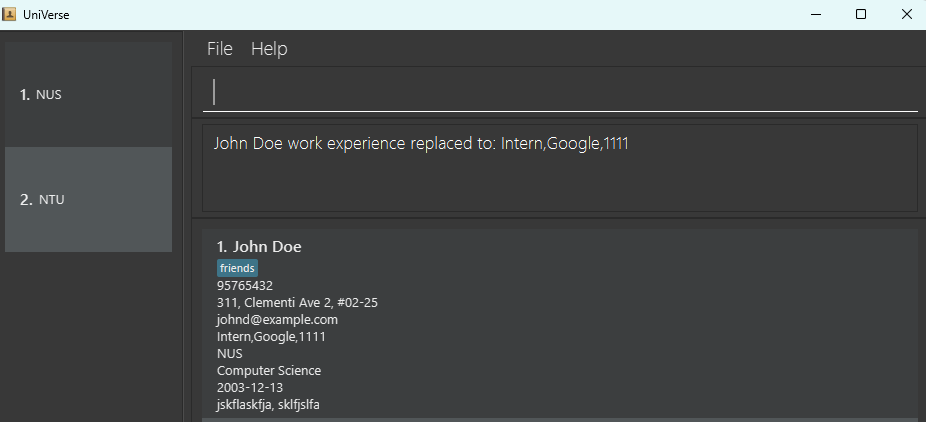 UniVerse
1. NUS
2. NTU
File Help
John Doe work experience replaced to: Intern,Google,1111
1. John Doe
friends
95765432
311, Clementi Ave 2, #02-25
johnd@example.com
Intern,Google,1111
NUS
Computer Science
2003-12-13
jskflaskfja, sklfjslfa